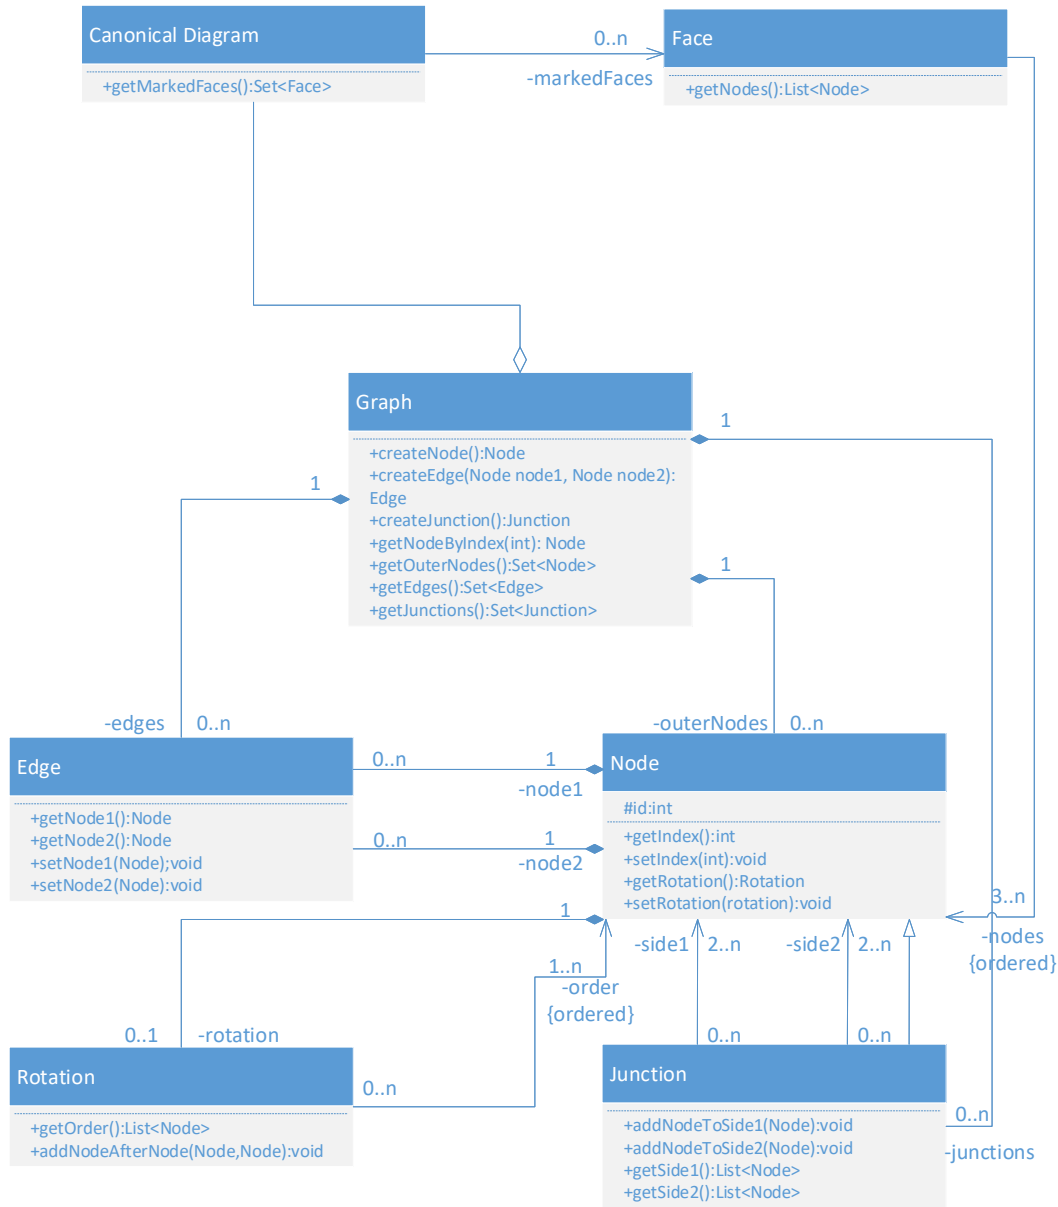 Canonical Diagram
+getMarkedFaces():Set<Face>
0..n
-markedFaces
Face
+getNodes():List<Node>
Graph
+createNode():Node
+createEdge(Node node1, Node node2):
Edge
+createJunction():Junction
+getNodeByIndex(int): Node
+getOuterNodes():Set<Node>
+getEdges():Set<Edge>
+getJunctions():Set<Junction>
1
1
1
-edges
0..n
-outerNodes
0..n
Edge
+getNode1():Node
+getNode2():Node
+setNode1(Node);void
+setNode2(Node):void
0..n
1
-node1
0..n
1
-node2
Node
#id:int
+getIndex():int
+setIndex(int):void
+getRotation():Rotation
+setRotation(rotation):void
3..n
-nodes
{ordered}
1
-side1
2..n
-side2
2..n
1..n
-order
{ordered}
0..1
-rotation
0..n
0..n
Rotation
+getOrder():List<Node>
+addNodeAfterNode(Node,Node):void
0..n
Junction
+addNodeToSide1(Node):void
+addNodeToSide2(Node):void
+getSide1():List<Node>
+getSide2():List<Node>
0..n
-junctions